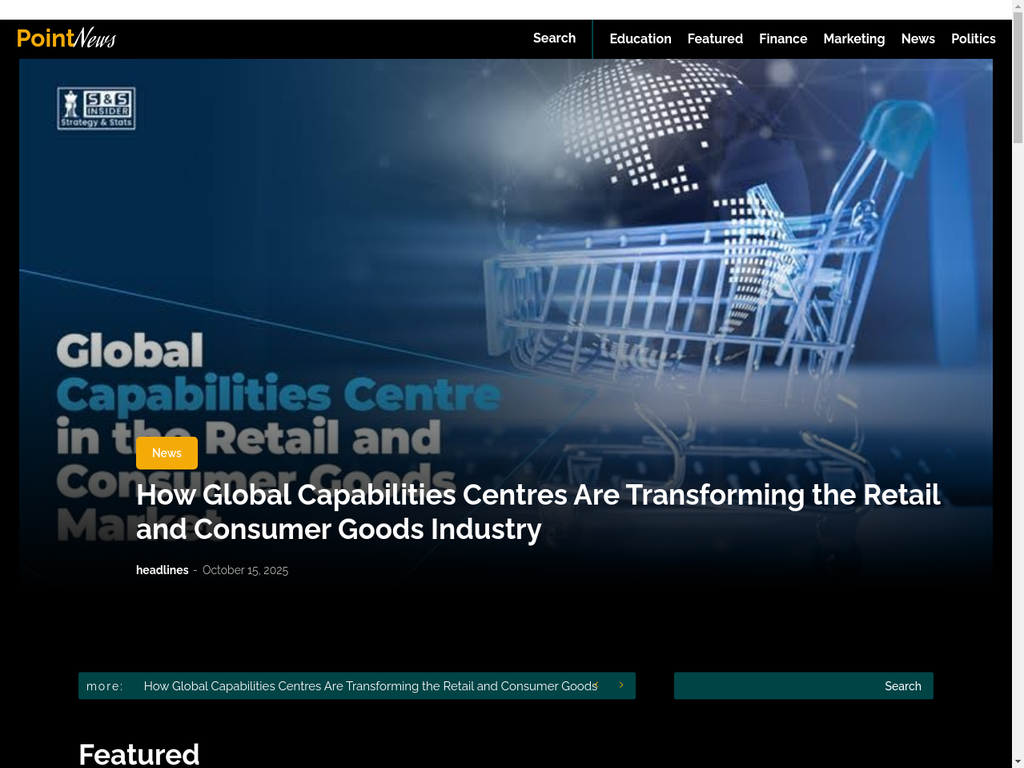 PointNews
Search
Education
Featured
Finance
Marketing
News
Politics
S&S
INSIDER
Strategy & Stats
Global
Capabilities Centre
in the Retail and
Consumer Goods
Market
News
How Global Capabilities Centres Are Transforming the Retail
and Consumer Goods Industry
headlines - October 15, 2025
more: How Global Capabilities Centres Are Transforming the Retail and Consumer Goods
Search
Featured